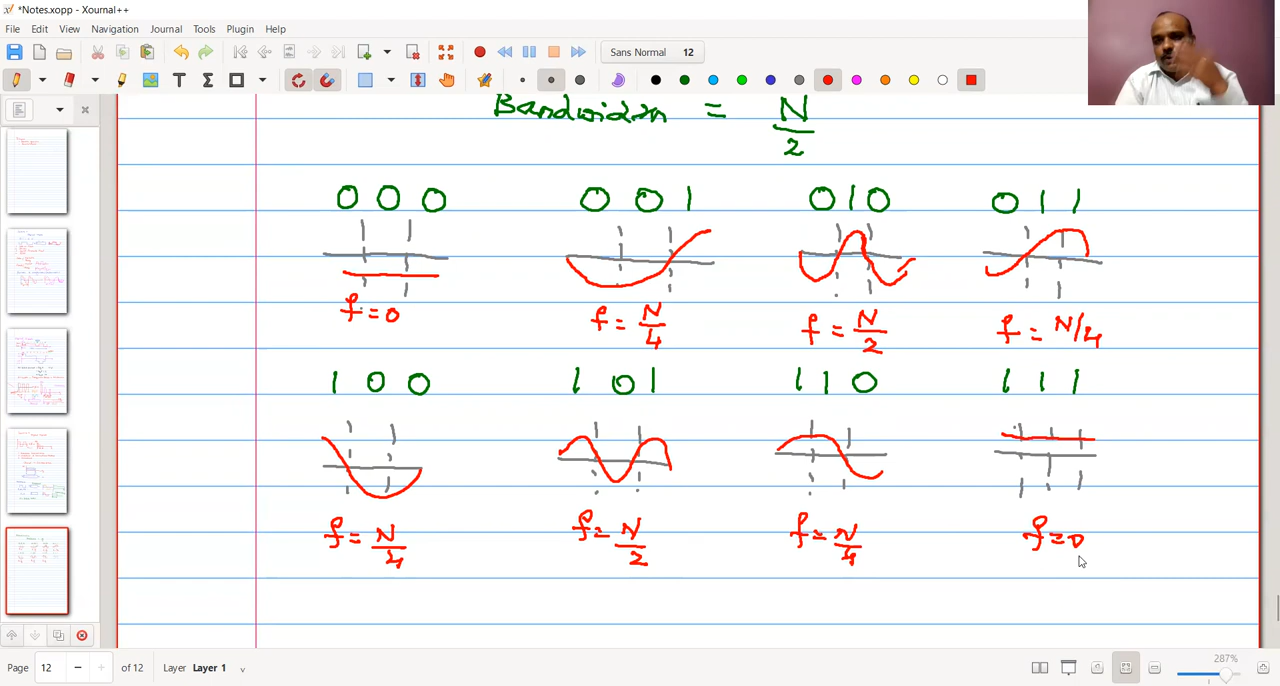 *Notes.xopp - Xournal++
File Edit View Navigation Journal Tools Plugin Help
Sans Normal 12
Bandwidth = N/2
0 0 0 0 0 1 0 1 0 0 1 1
f = 0 f = N/4 f = N/2 f = N/4
1 0 0 1 0 1 1 1 0 1 1 1
f = N/4 f = N/2 f = N/4 f = 0
Page 12 of 12 Layer Layer 1 287%